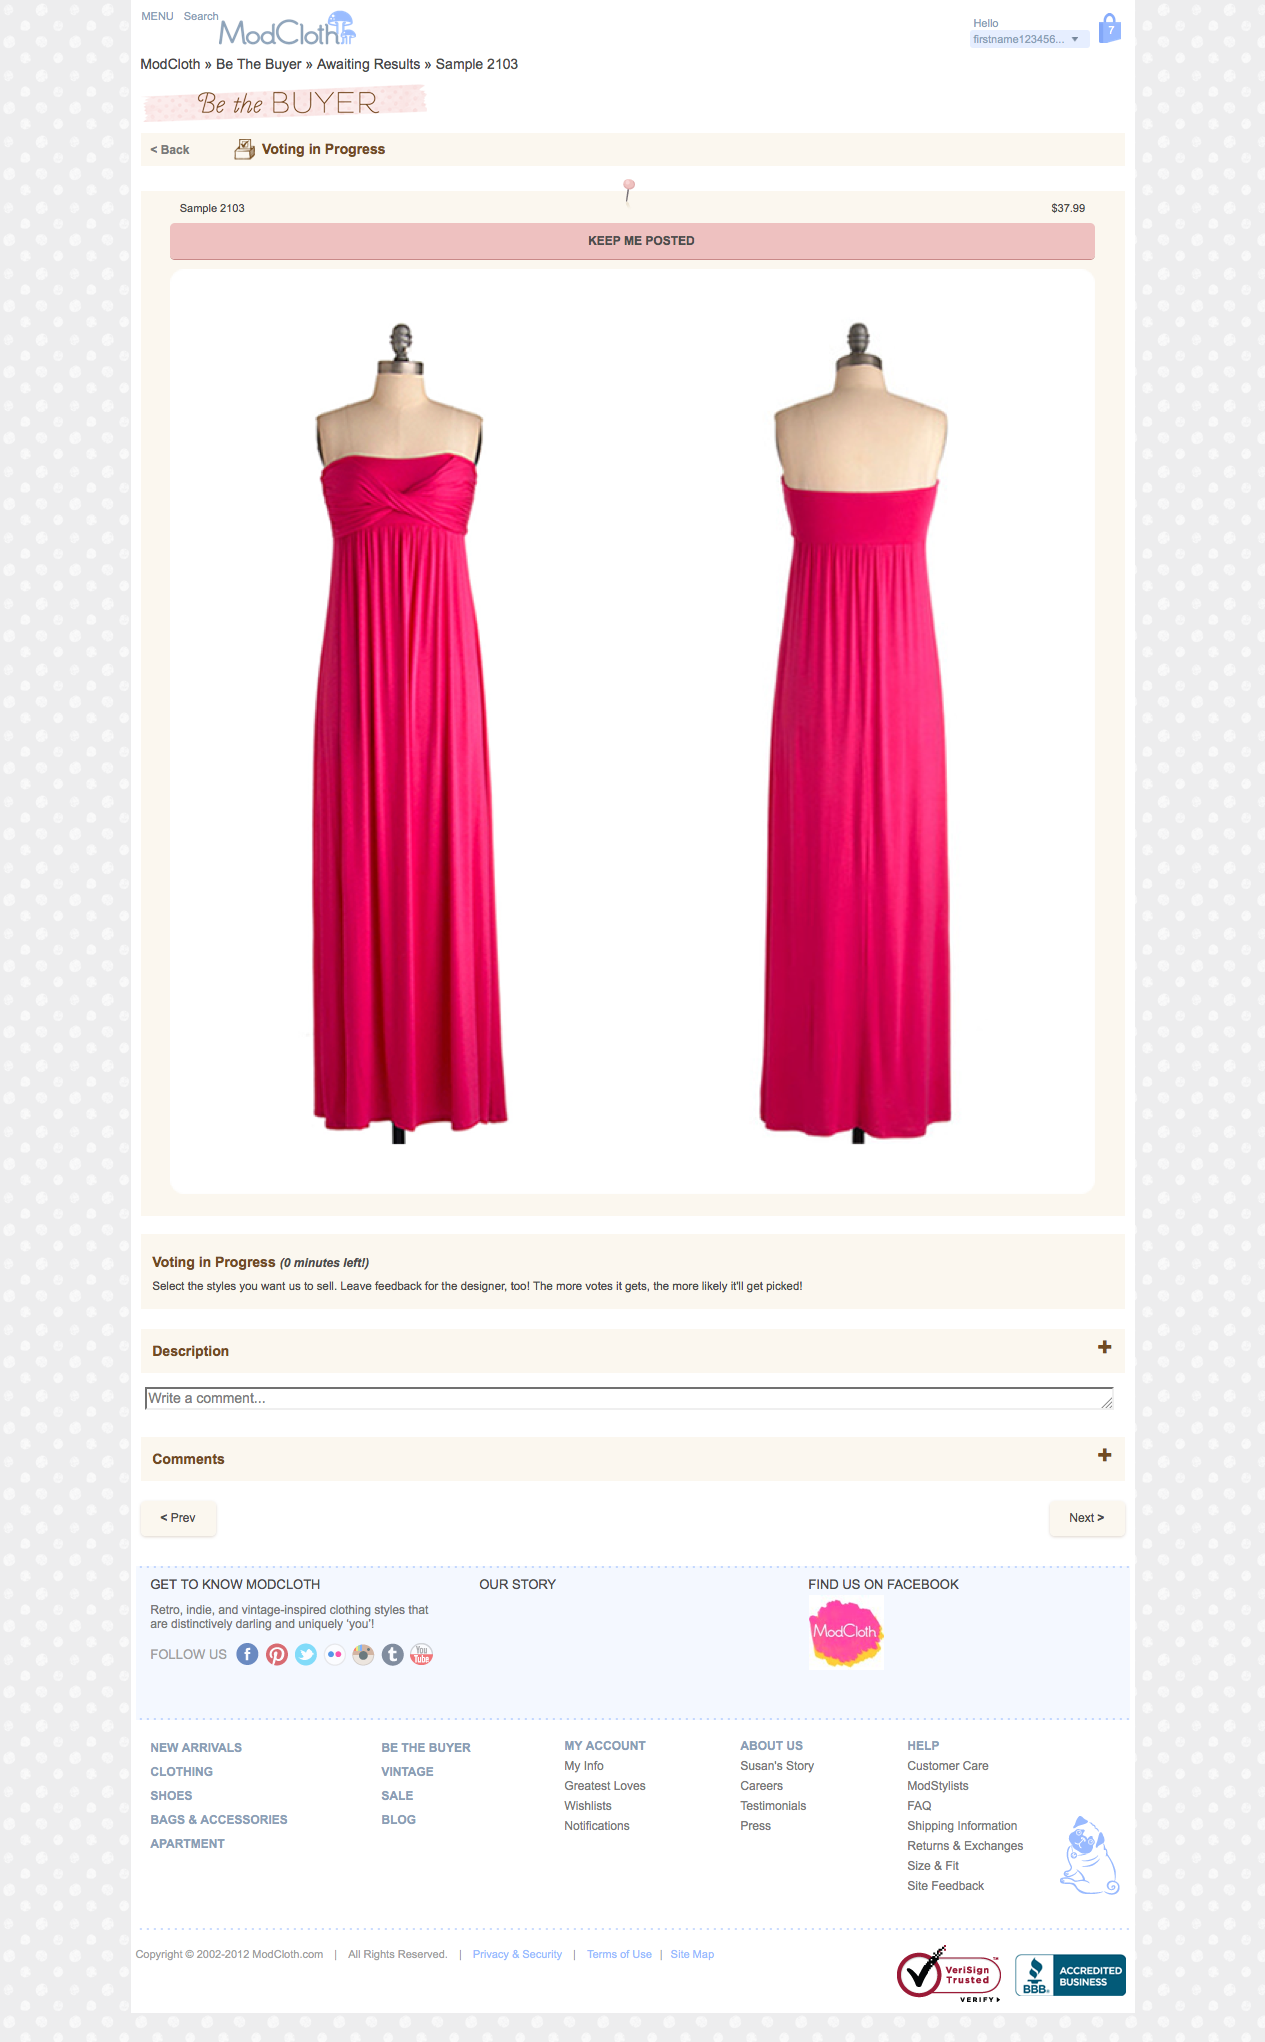 MENU Search
ModCloth
Hello
firstname123456...
7
ModCloth » Be The Buyer » Awaiting Results » Sample 2103
Be the BUYER
< Back
Voting in Progress
Sample 2103
$37.99
KEEP ME POSTED
Voting in Progress (0 minutes left!)
Select the styles you want us to sell. Leave feedback for the designer, too! The more votes it gets, the more likely it'll get picked!
Description
Write a comment...
Comments
< Prev
Next >
GET TO KNOW MODCLOTH
Retro, indie, and vintage-inspired clothing styles that
are distinctively darling and uniquely 'you'!
FOLLOW US
You
Tube
OUR STORY
FIND US ON FACEBOOK
ModCloth
NEW ARRIVALS
CLOTHING
SHOES
BAGS & ACCESSORIES
APARTMENT
BE THE BUYER
VINTAGE
SALE
BLOG
MY ACCOUNT
My Info
Greatest Loves
Wishlists
Notifications
ABOUT US
Susan's Story
Careers
Testimonials
Press
HELP
Customer Care
ModStylists
FAQ
Shipping Information
Returns & Exchanges
Size & Fit
Site Feedback
Copyright © 2002-2012 ModCloth.com | All Rights Reserved. | Privacy & Security | Terms of Use | Site Map
VeriSign
Trusted
VERIFY
BBB
ACCREDITED
BUSINESS